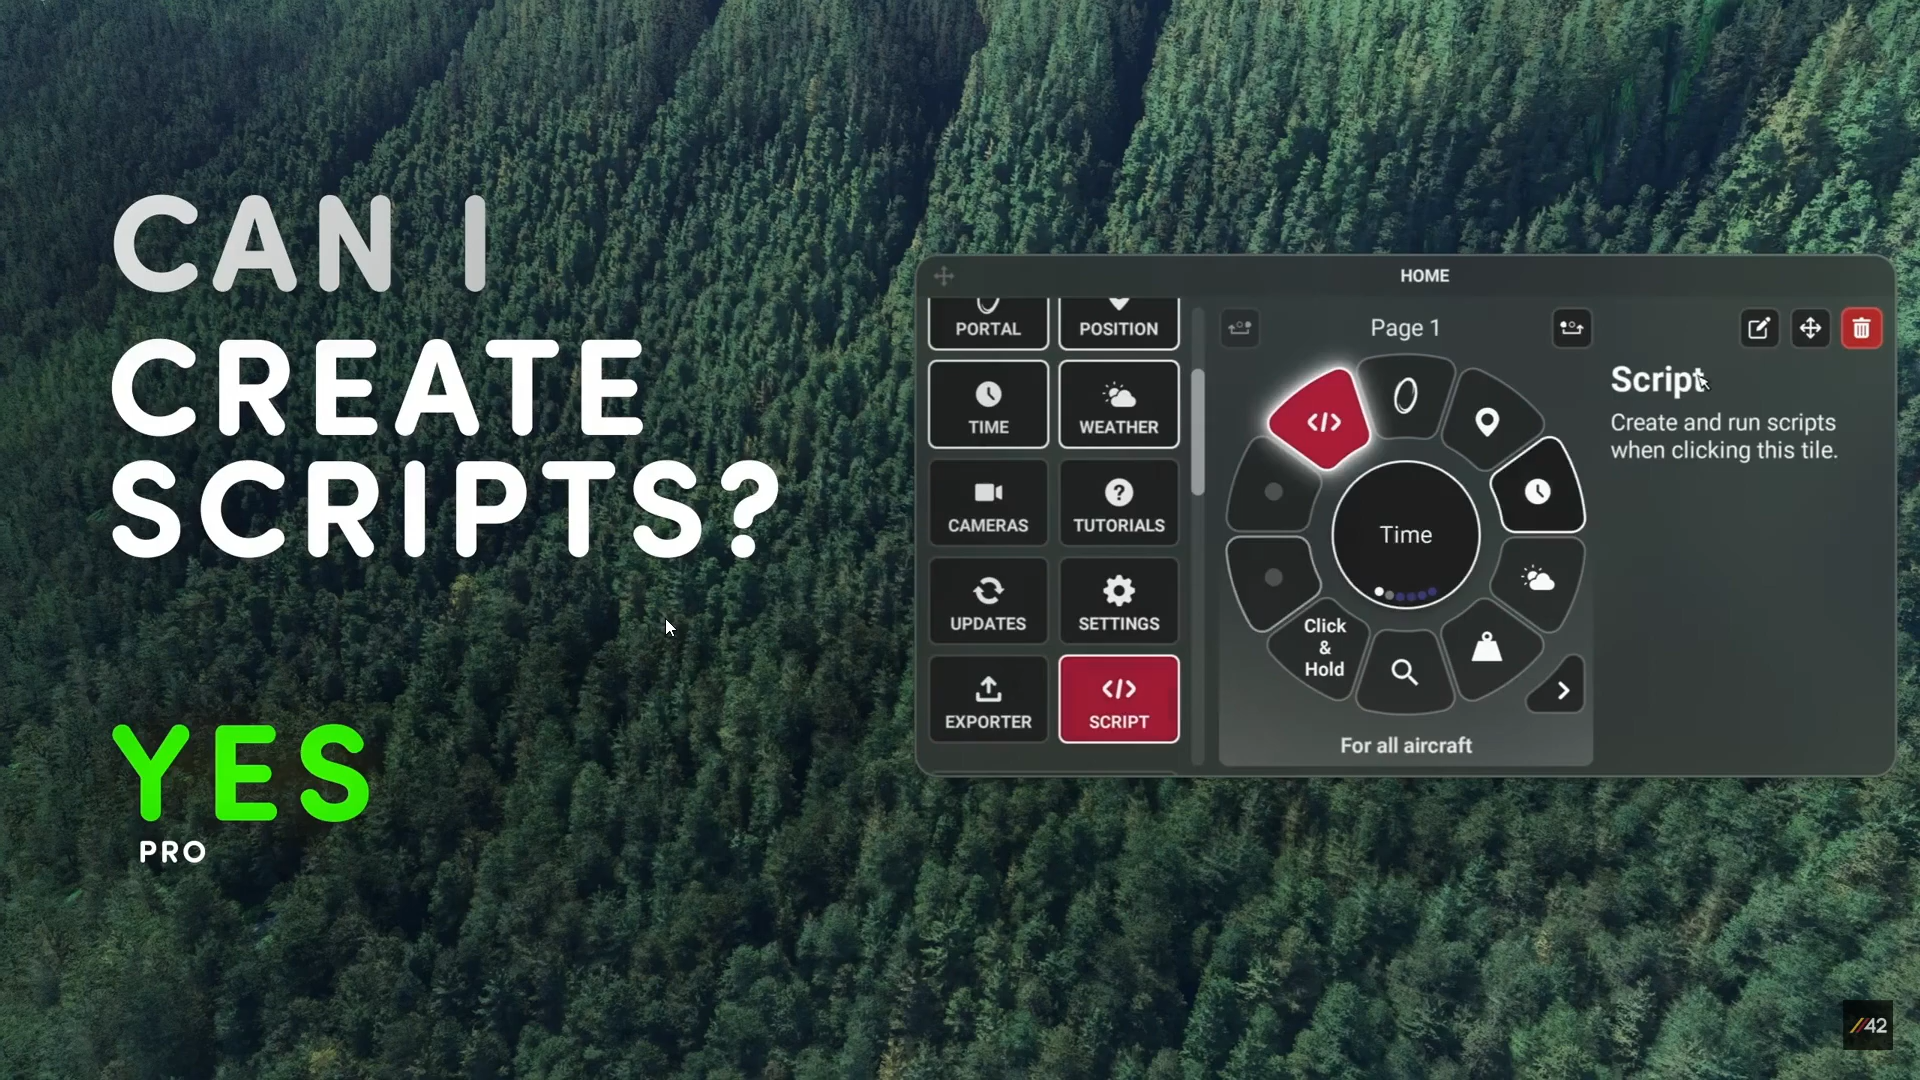 CAN I
CREATE
SCRIPTS?
YES
PRO
HOME
PORTAL
POSITION
TIME
WEATHER
CAMERAS
TUTORIALS
UPDATES
SETTINGS
EXPORTER
SCRIPT
Page 1
Time
Click
&
Hold
For all aircraft
Script
Create and run scripts
when clicking this tile.
//42